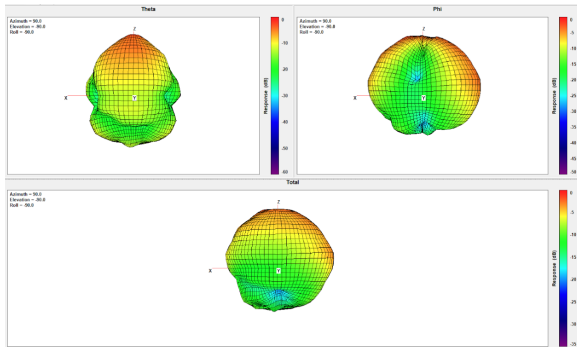 Theta
Azimuth = 90.0
Elevation = -90.0
Roll = -90.0
Z
X
Y
0
-10
-20
-30
-40
-50
-60
Response (dB)
Phi
Azimuth = 90.0
Elevation = -90.0
Roll = -90.0
Z
X
Y
0
-5
-10
-15
-20
-25
-30
-35
-40
-45
-50
Response (dB)
Total
Azimuth = 90.0
Elevation = -90.0
Roll = -90.0
Z
X
Y
0
-5
-10
-15
-20
-25
-30
-35
Response (dB)